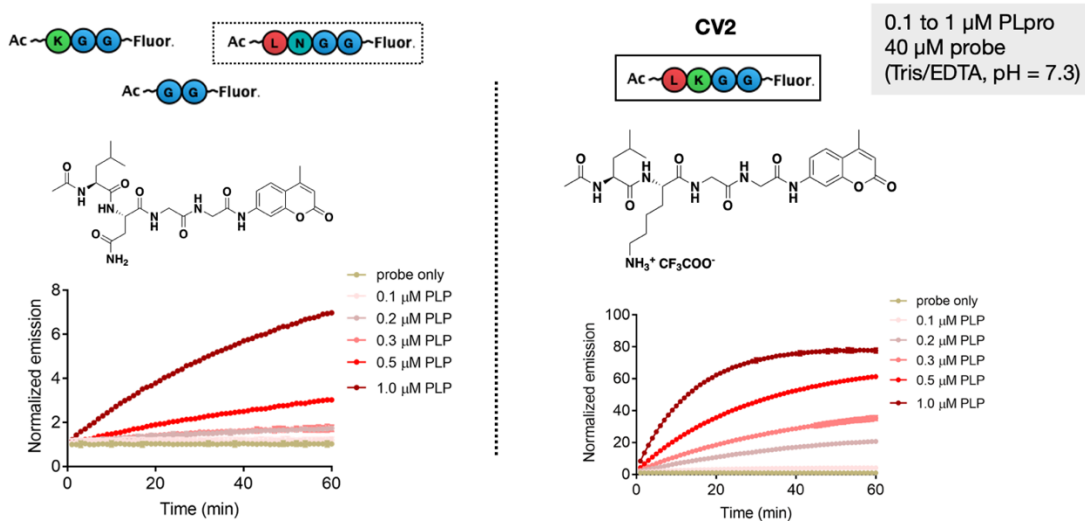 Ac K G G Fluor.
Ac L N G G Fluor.
Ac G G Fluor.
CV2
Ac L K G G Fluor.
0.1 to 1 µM PLpro
40 µM probe
(Tris/EDTA, pH = 7.3)
O
O
N
H
HN
O
O
H
N
O
H
N
O
N
H
O
O
O
NH₂
O
N
H
O
H
N
O
H
N
O
H
N
O
N
H
O
O
NH₃⁺ CF₃COO⁻
Normalized emission
8
6
4
2
0
0 20 40 60
Time (min)
probe only
0.1 µM PLP
0.2 µM PLP
0.3 µM PLP
0.5 µM PLP
1.0 µM PLP
Normalized emission
100
80
60
40
20
0
0 20 40 60
Time (min)
probe only
0.1 µM PLP
0.2 µM PLP
0.3 µM PLP
0.5 µM PLP
1.0 µM PLP